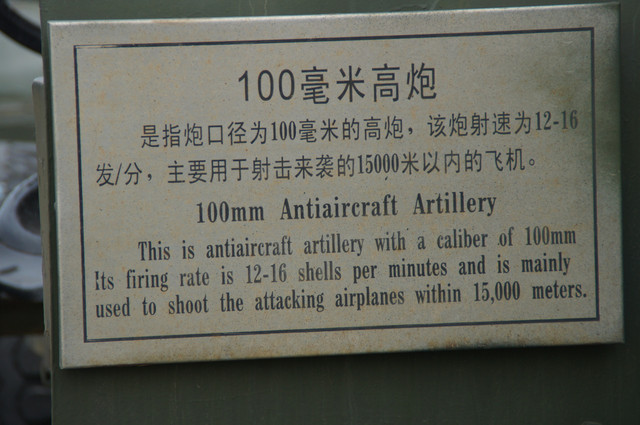 100毫米高炮
是指炮口径为100毫米的高炮，该炮射速为12-16
发/分，主要用于射击来袭的15000米以内的飞机。
100mm Antiaircraft Artillery
This is antiaircraft artillery with a caliber of 100mm
Its firing rate is 12-16 shells per minutes and is mainly
used to shoot the attacking airplanes within 15,000 meters.